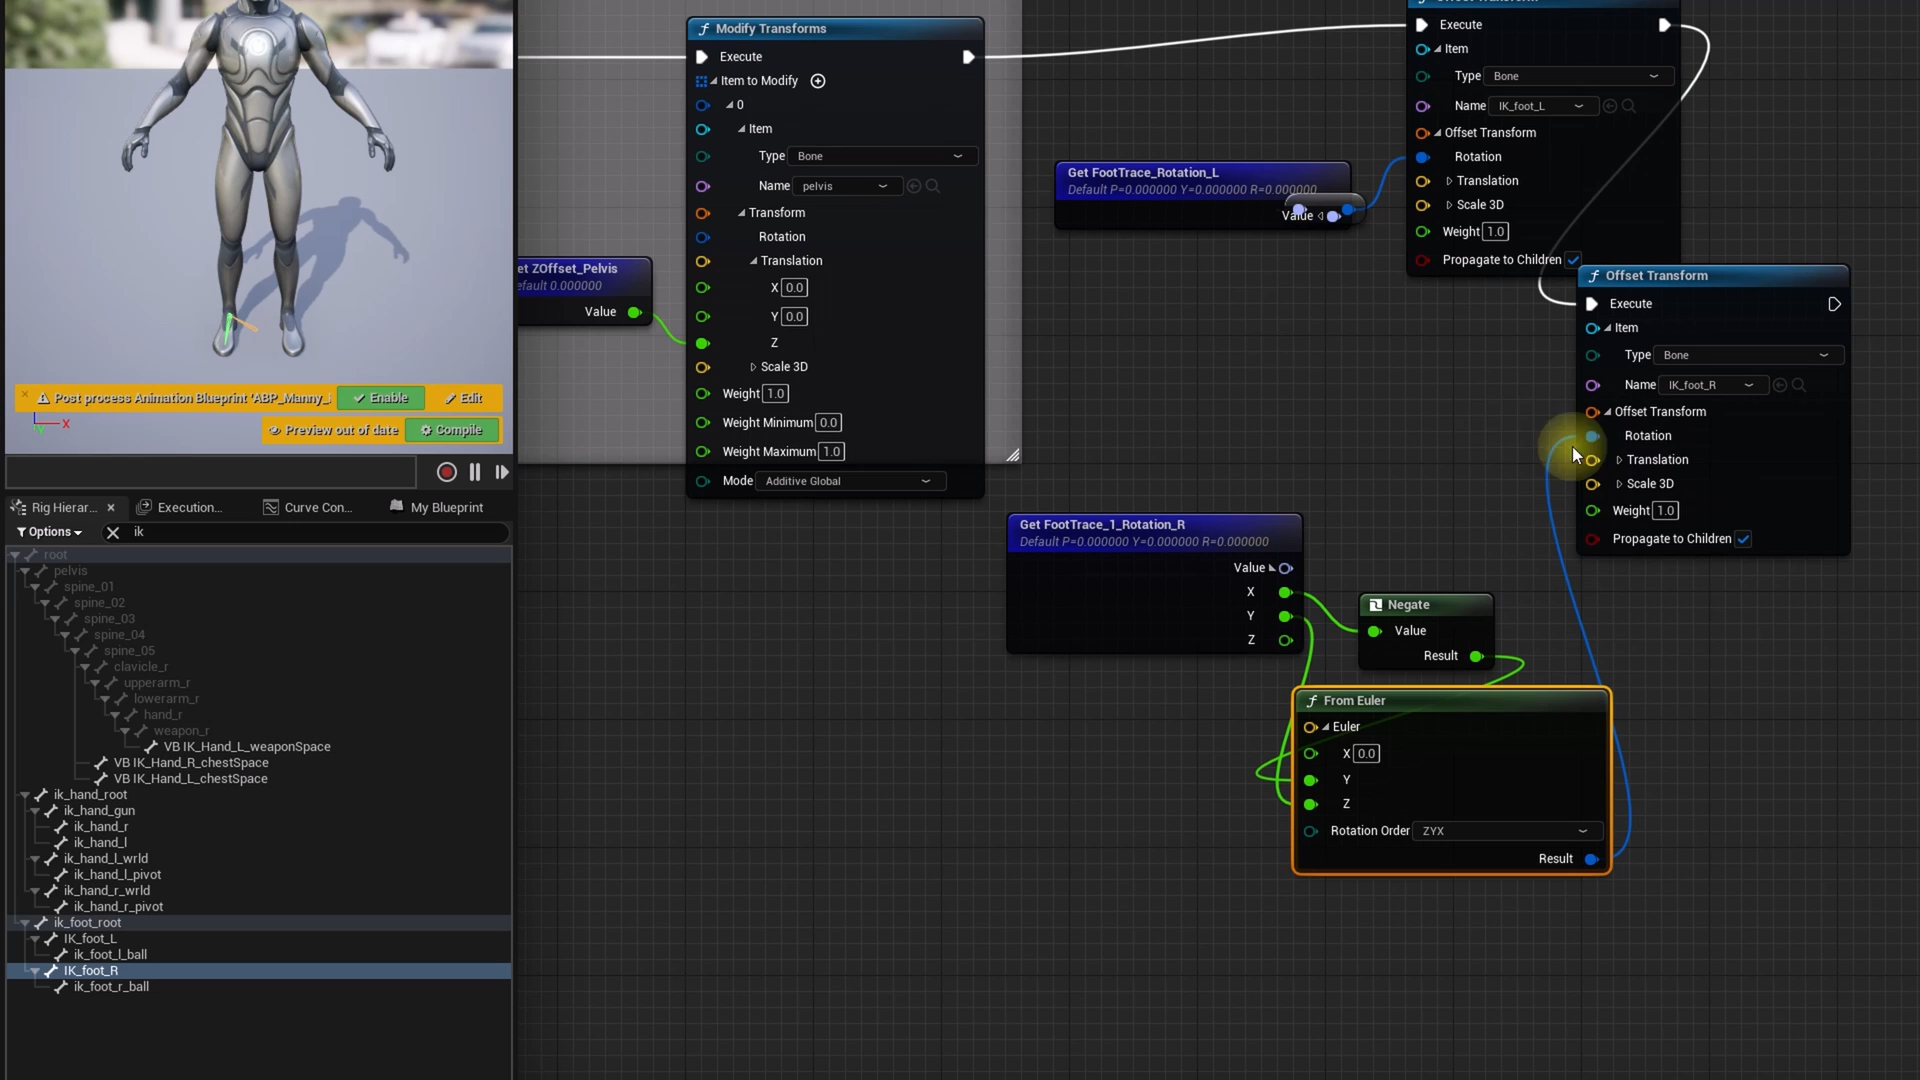 Modify Transforms
Execute
Item to Modify
0
Item
Type Bone
Name pelvis
Transform
Rotation
Translation
X 0.0
Y 0.0
Z
Scale 3D
Weight 1.0
Weight Minimum 0.0
Weight Maximum 1.0
Mode Additive Global
et ZOffset_Pelvis
efault 0.000000
Value
Get FootTrace_Rotation_L
Default P=0.000000 Y=0.000000 R=0.000000
Value
Execute
Item
Type Bone
Name IK_foot_L
Offset Transform
Rotation
Translation
Scale 3D
Weight 1.0
Propagate to Children
Offset Transform
Execute
Item
Type Bone
Name IK_foot_R
Offset Transform
Rotation
Translation
Scale 3D
Weight 1.0
Propagate to Children
Get FootTrace_1_Rotation_R
Default P=0.000000 Y=0.000000 R=0.000000
Value
X
Y
Z
Negate
Value
Result
From Euler
Euler
X 0.0
Y
Z
Rotation Order ZYX
Result
Post process Animation Blueprint 'ABP_Manny_
Enable
Edit
Preview out of date
Compile
X
Rig Hierar...
Execution...
Curve Con...
My Blueprint
Options
ik
root
pelvis
spine_01
spine_02
spine_03
spine_04
spine_05
clavicle_r
upperarm_r
lowerarm_r
hand_r
weapon_r
VB IK_Hand_L_weaponSpace
VB IK_Hand_R_chestSpace
VB IK_Hand_L_chestSpace
ik_hand_root
ik_hand_gun
ik_hand_r
ik_hand_l
ik_hand_l_wrld
ik_hand_l_pivot
ik_hand_r_wrld
ik_hand_r_pivot
ik_foot_root
IK_foot_L
ik_foot_l_ball
IK_foot_R
ik_foot_r_ball